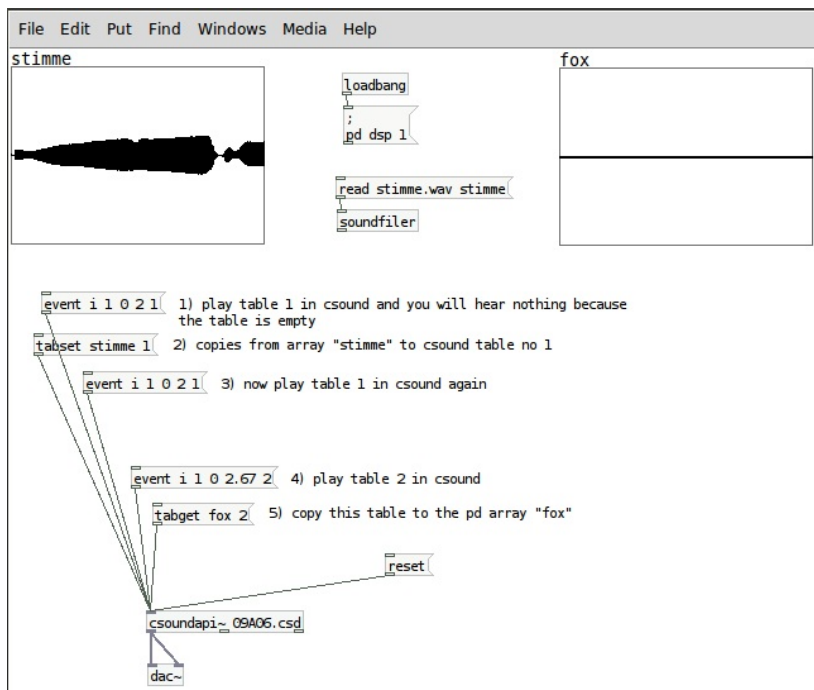 File Edit Put Find Windows Media Help
stimme
fox
loadbang
;
pd dsp 1
read stimme.wav stimme
soundfiler
event i 1 0 2 1
1) play table 1 in csound and you will hear nothing because
the table is empty
tabset stimme 1
2) copies from array "stimme" to csound table no 1
event i 1 0 2 1
3) now play table 1 in csound again
event i 1 0 2.67 2
4) play table 2 in csound
tabget fox 2
5) copy this table to the pd array "fox"
reset
csoundapi~ 09A06.csd
dac~